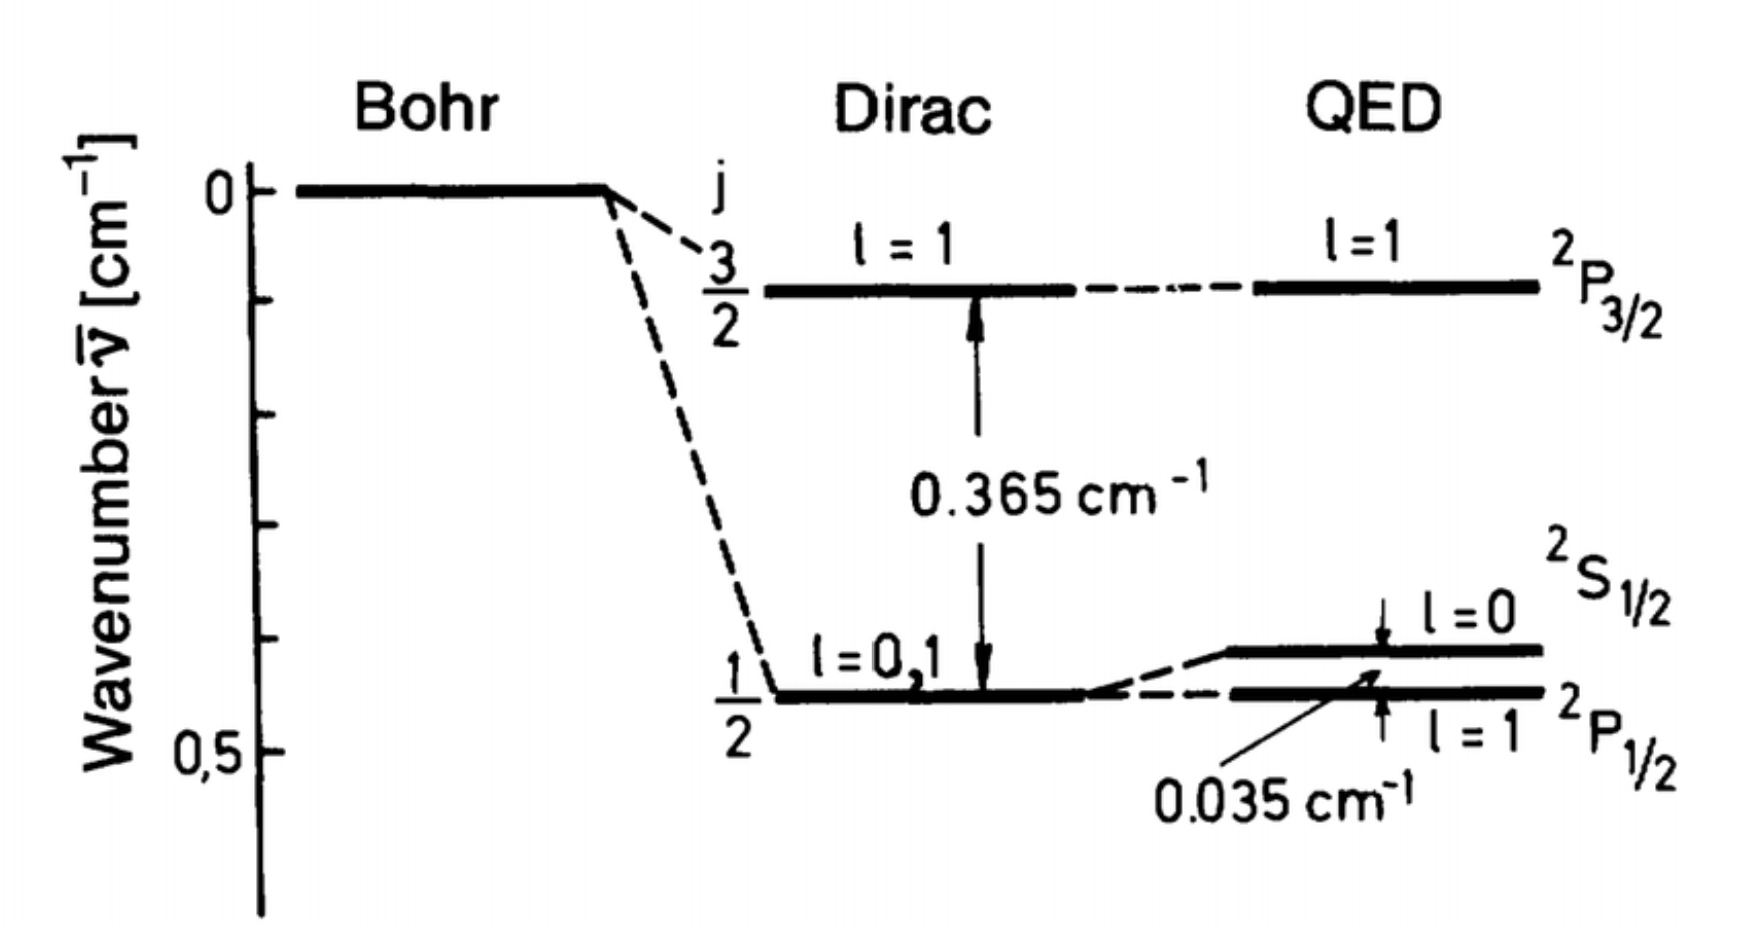 Bohr Dirac QED
Wavenumber ν̅ [cm⁻¹]
0
0,5
j
3/2
l = 1
l = 1
²P₃/₂
0.365 cm⁻¹
1/2
l = 0,1
²S₁/₂
l = 0
²P₁/₂
l = 1
0.035 cm⁻¹